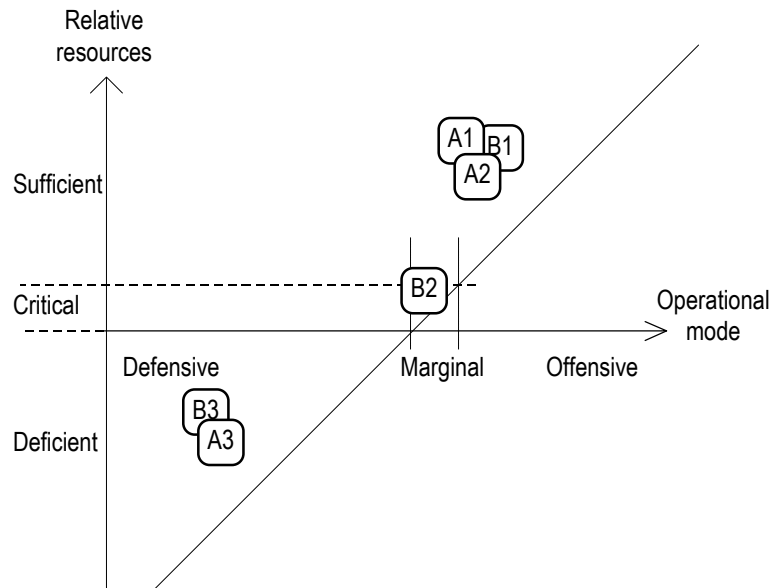 Relative
resources
A1
B1
A2
Sufficient
B2
Critical
Operational
mode
Defensive
Marginal
Offensive
B3
A3
Deficient